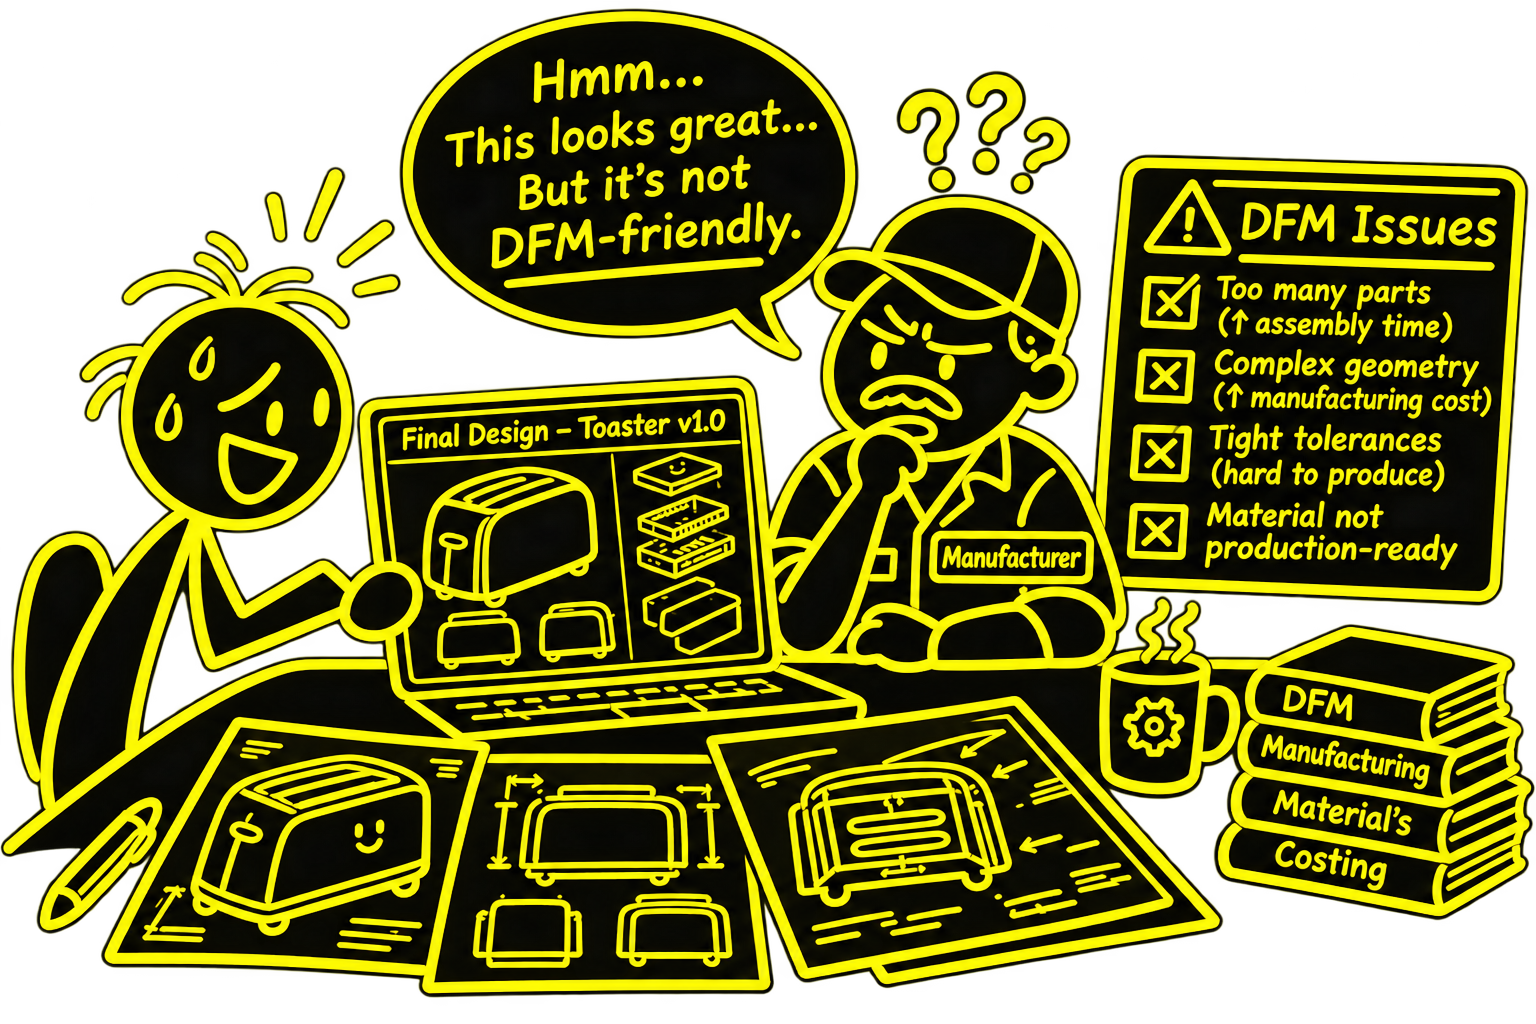 Hmm...
This looks great...
But it's not
DFM-friendly.
DFM Issues
Too many parts
(↑ assembly time)
Complex geometry
(↑ manufacturing cost)
Tight tolerances
(hard to produce)
Material not
production-ready
Final Design – Toaster v1.0
Manufacturer
DFM
Manufacturing
Material's
Costing